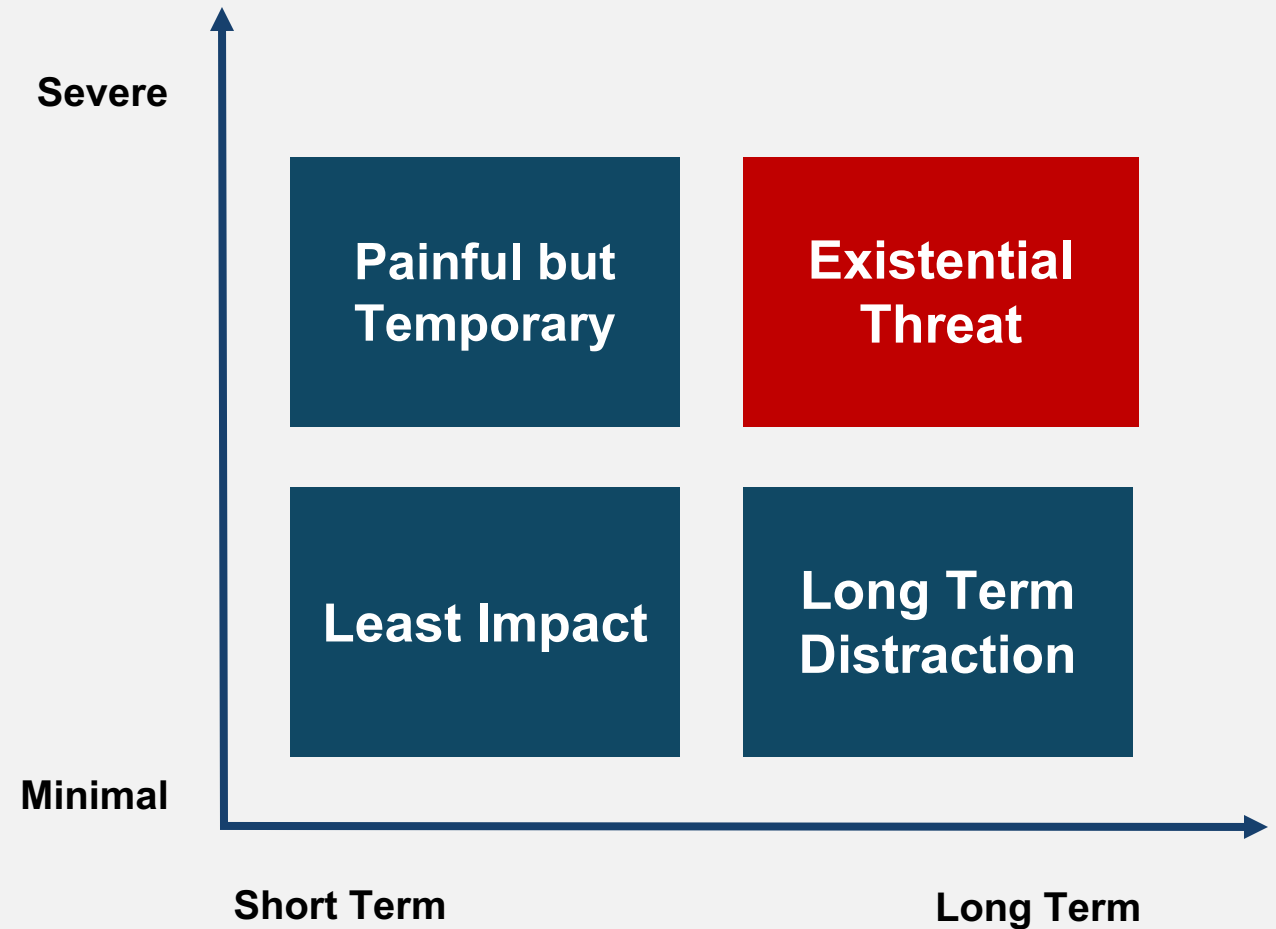 Severe
Painful but
Temporary
Existential
Threat
Least Impact
Long Term
Distraction
Minimal
Short Term
Long Term